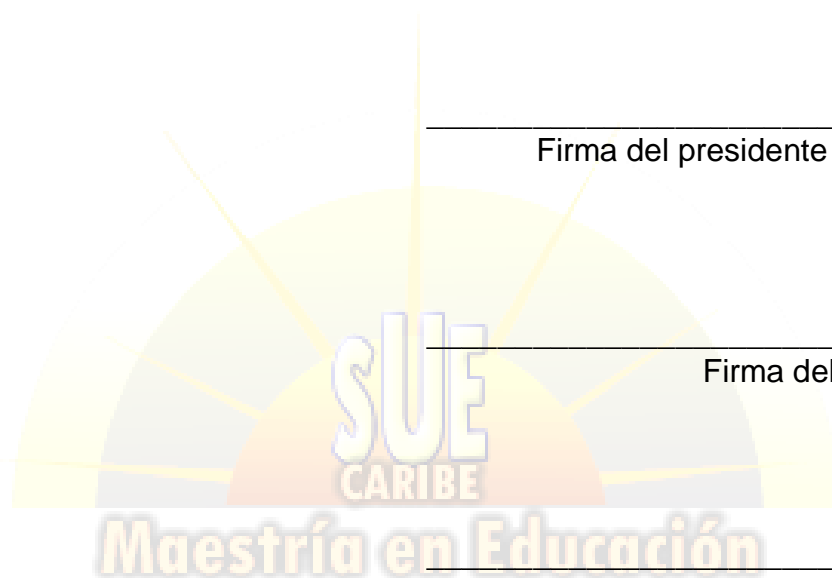 Firma del presidente
Firma del
SUE
CARIBE
Maestría en Educación